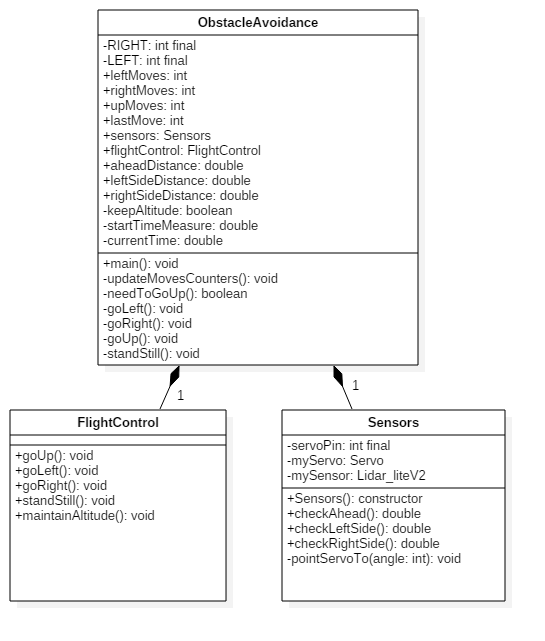 ObstacleAvoidance
-RIGHT: int final
-LEFT: int final
+leftMoves: int
+rightMoves: int
+upMoves: int
+lastMove: int
+sensors: Sensors
+flightControl: FlightControl
+aheadDistance: double
+leftSideDistance: double
+rightSideDistance: double
-keepAltitude: boolean
-startTimeMeasure: double
-currentTime: double
+main(): void
-updateMovesCounters(): void
-needToGoUp(): boolean
-goLeft(): void
-goRight(): void
-goUp(): void
-standStill(): void
1
1
FlightControl
+goUp(): void
+goLeft(): void
+goRight(): void
+standStill(): void
+maintainAltitude(): void
Sensors
-servoPin: int final
-myServo: Servo
-mySensor: Lidar_liteV2
+Sensors(): constructor
+checkAhead(): double
+checkLeftSide(): double
+checkRightSide(): double
-pointServoTo(angle: int): void